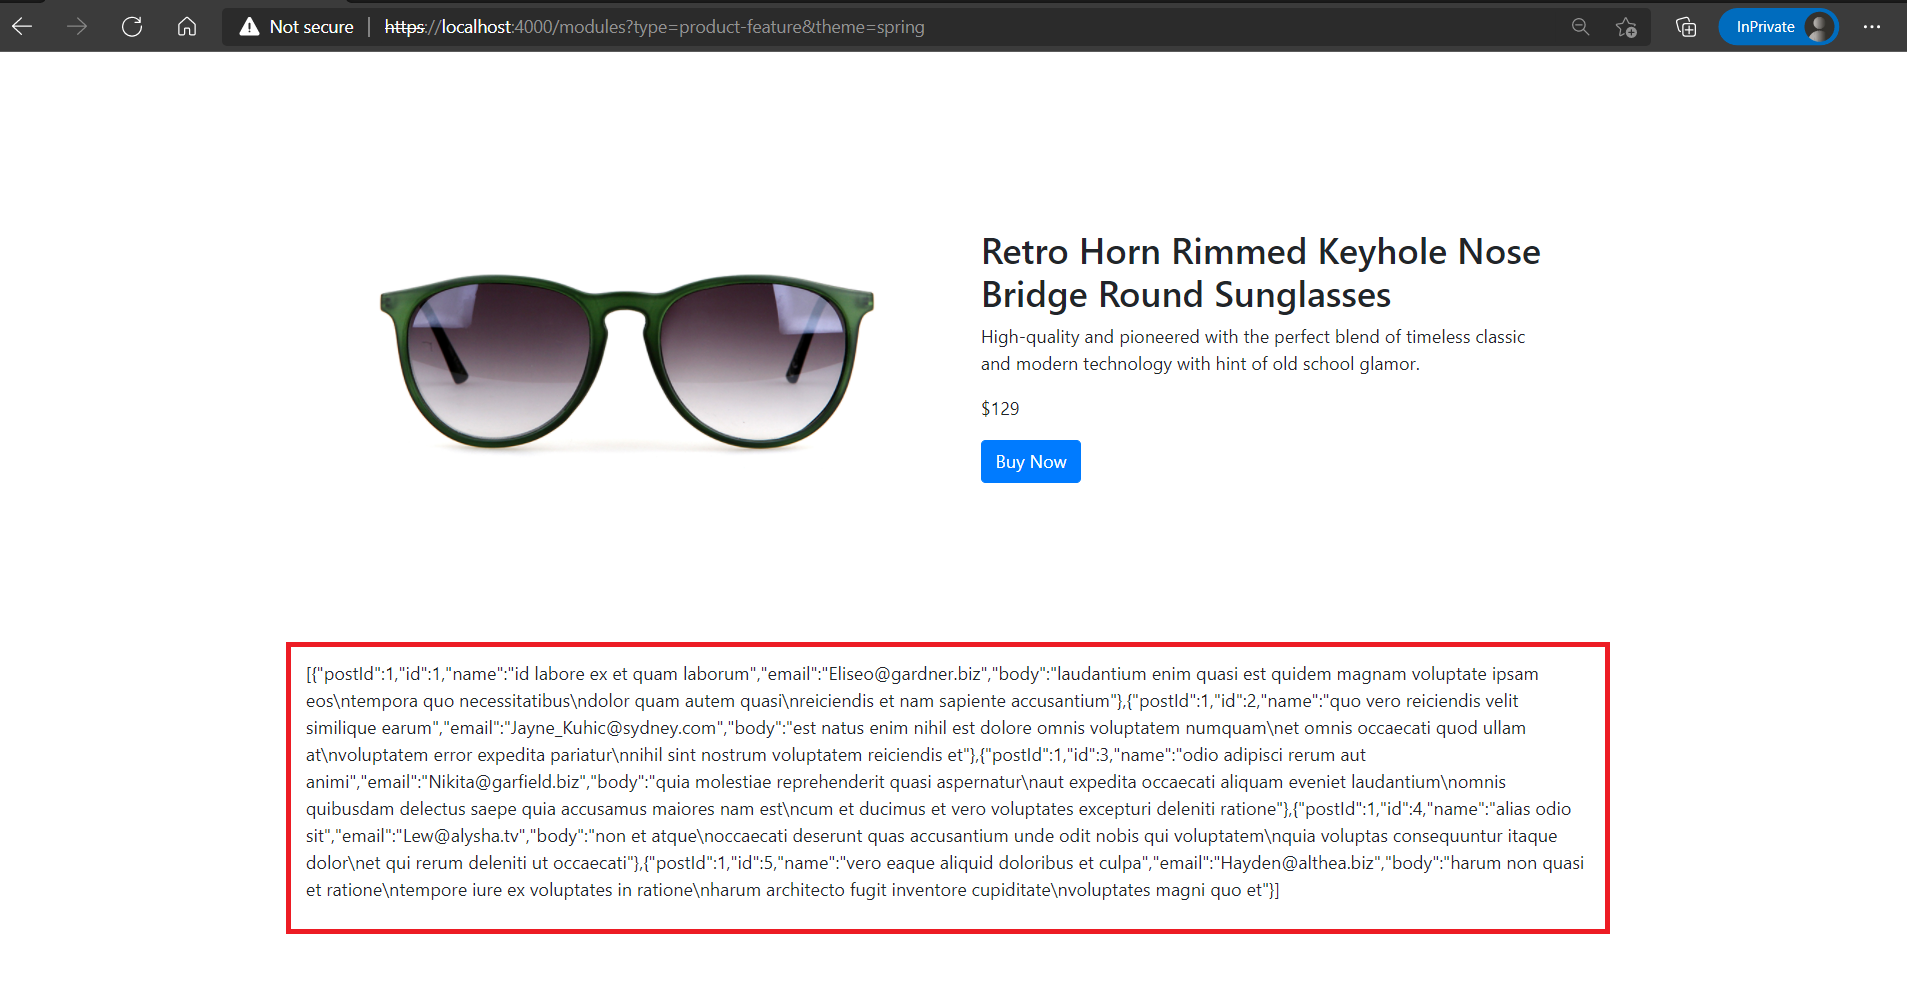 Not secure | https://localhost:4000/modules?type=product-feature&theme=spring
InPrivate
Retro Horn Rimmed Keyhole Nose
Bridge Round Sunglasses
High-quality and pioneered with the perfect blend of timeless classic
and modern technology with hint of old school glamor.
$129
Buy Now
[{"postId":1,"id":1,"name":"id labore ex et quam laborum","email":"Eliseo@gardner.biz","body":"laudantium enim quasi est quidem magnam voluptate ipsam
eos\ntempora quo necessitatibus\ndolor quam autem quasi\nreiciendis et nam sapiente accusantium"},{"postId":1,"id":2,"name":"quo vero reiciendis velit
similique earum","email":"Jayne_Kuhic@sydney.com","body":"est natus enim nihil est dolore omnis voluptatem numquam\net omnis occaecati quod ullam
at\nvoluptatem error expedita pariatur\nnihil sint nostrum voluptatem reiciendis et"},{"postId":1,"id":3,"name":"odio adipisci rerum aut
animi","email":"Nikita@garfield.biz","body":"quia molestiae reprehenderit quasi aspernatur\naut expedita occaecati aliquam eveniet laudantium\nomnis
quibusdam delectus saepe quia accusamus maiores nam est\ncum et ducimus et vero voluptates excepturi deleniti ratione"},{"postId":1,"id":4,"name":"alias odio
sit","email":"Lew@alysha.tv","body":"non et atque\noccaecati deserunt quas accusantium unde odit nobis qui voluptatem\nquia voluptas consequuntur itaque
dolor\net qui rerum deleniti ut occaecati"},{"postId":1,"id":5,"name":"vero eaque aliquid doloribus et culpa","email":"Hayden@althea.biz","body":"harum non quasi
et ratione\ntempore iure ex voluptates in ratione\nharum architecto fugit inventore cupiditate\nvoluptates magni quo et"}]